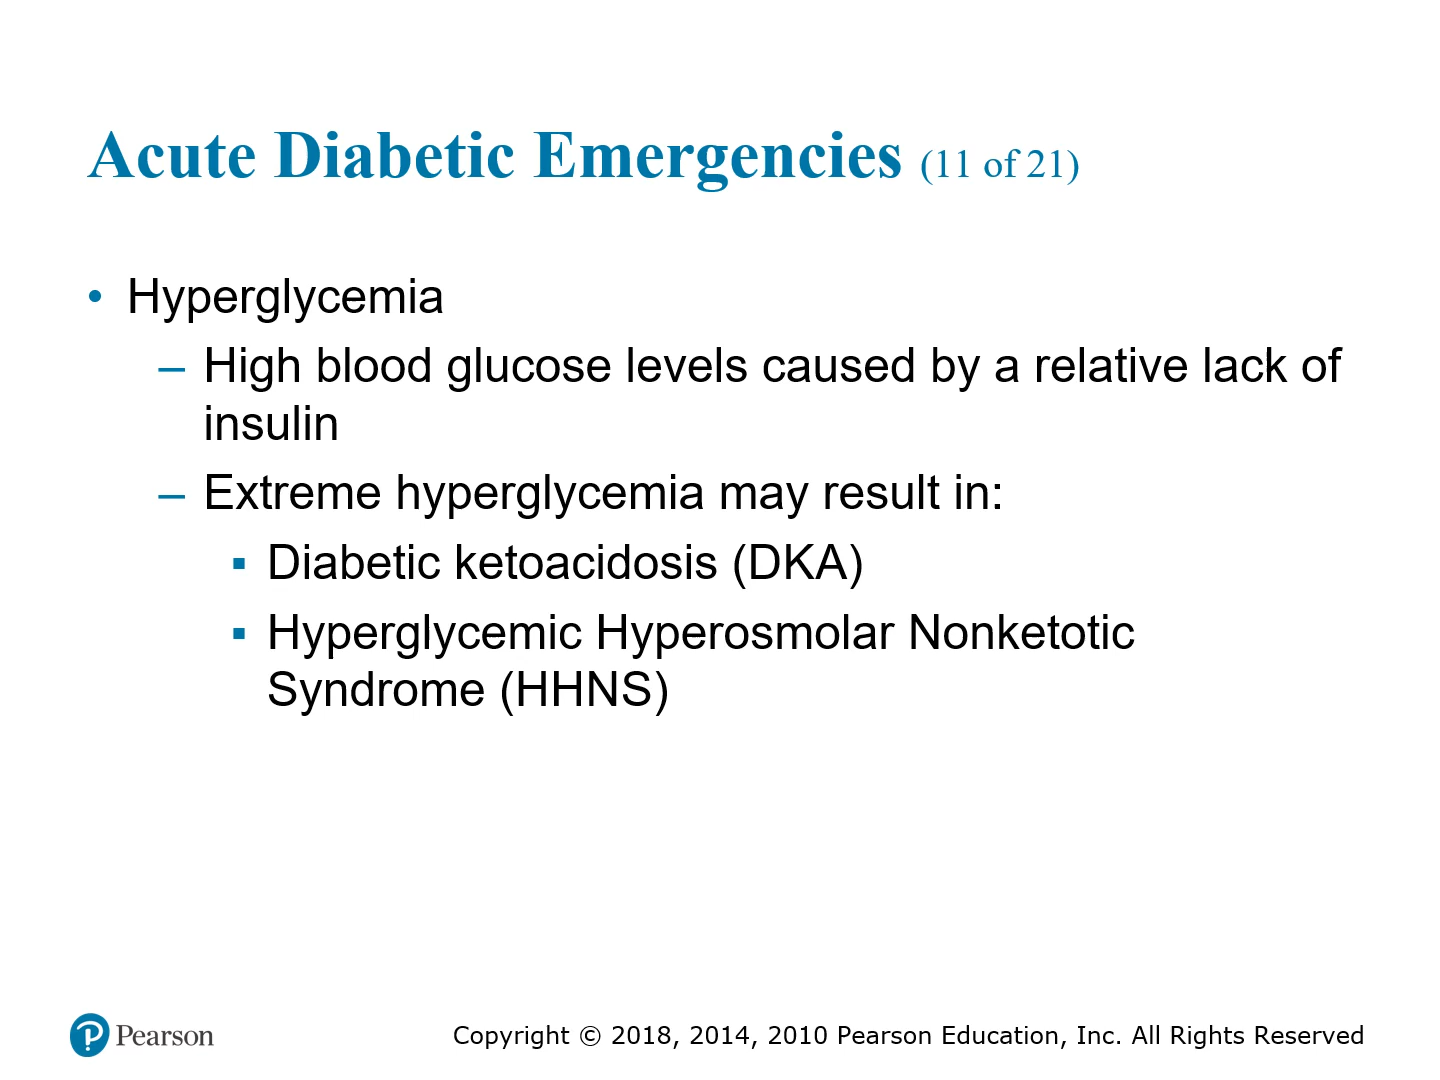 Acute Diabetic Emergencies (11 of 21)
• Hyperglycemia
– High blood glucose levels caused by a relative lack of
insulin
– Extreme hyperglycemia may result in:
▪ Diabetic ketoacidosis (DKA)
▪ Hyperglycemic Hyperosmolar Nonketotic
Syndrome (HHNS)
Pearson
Copyright © 2018, 2014, 2010 Pearson Education, Inc. All Rights Reserved